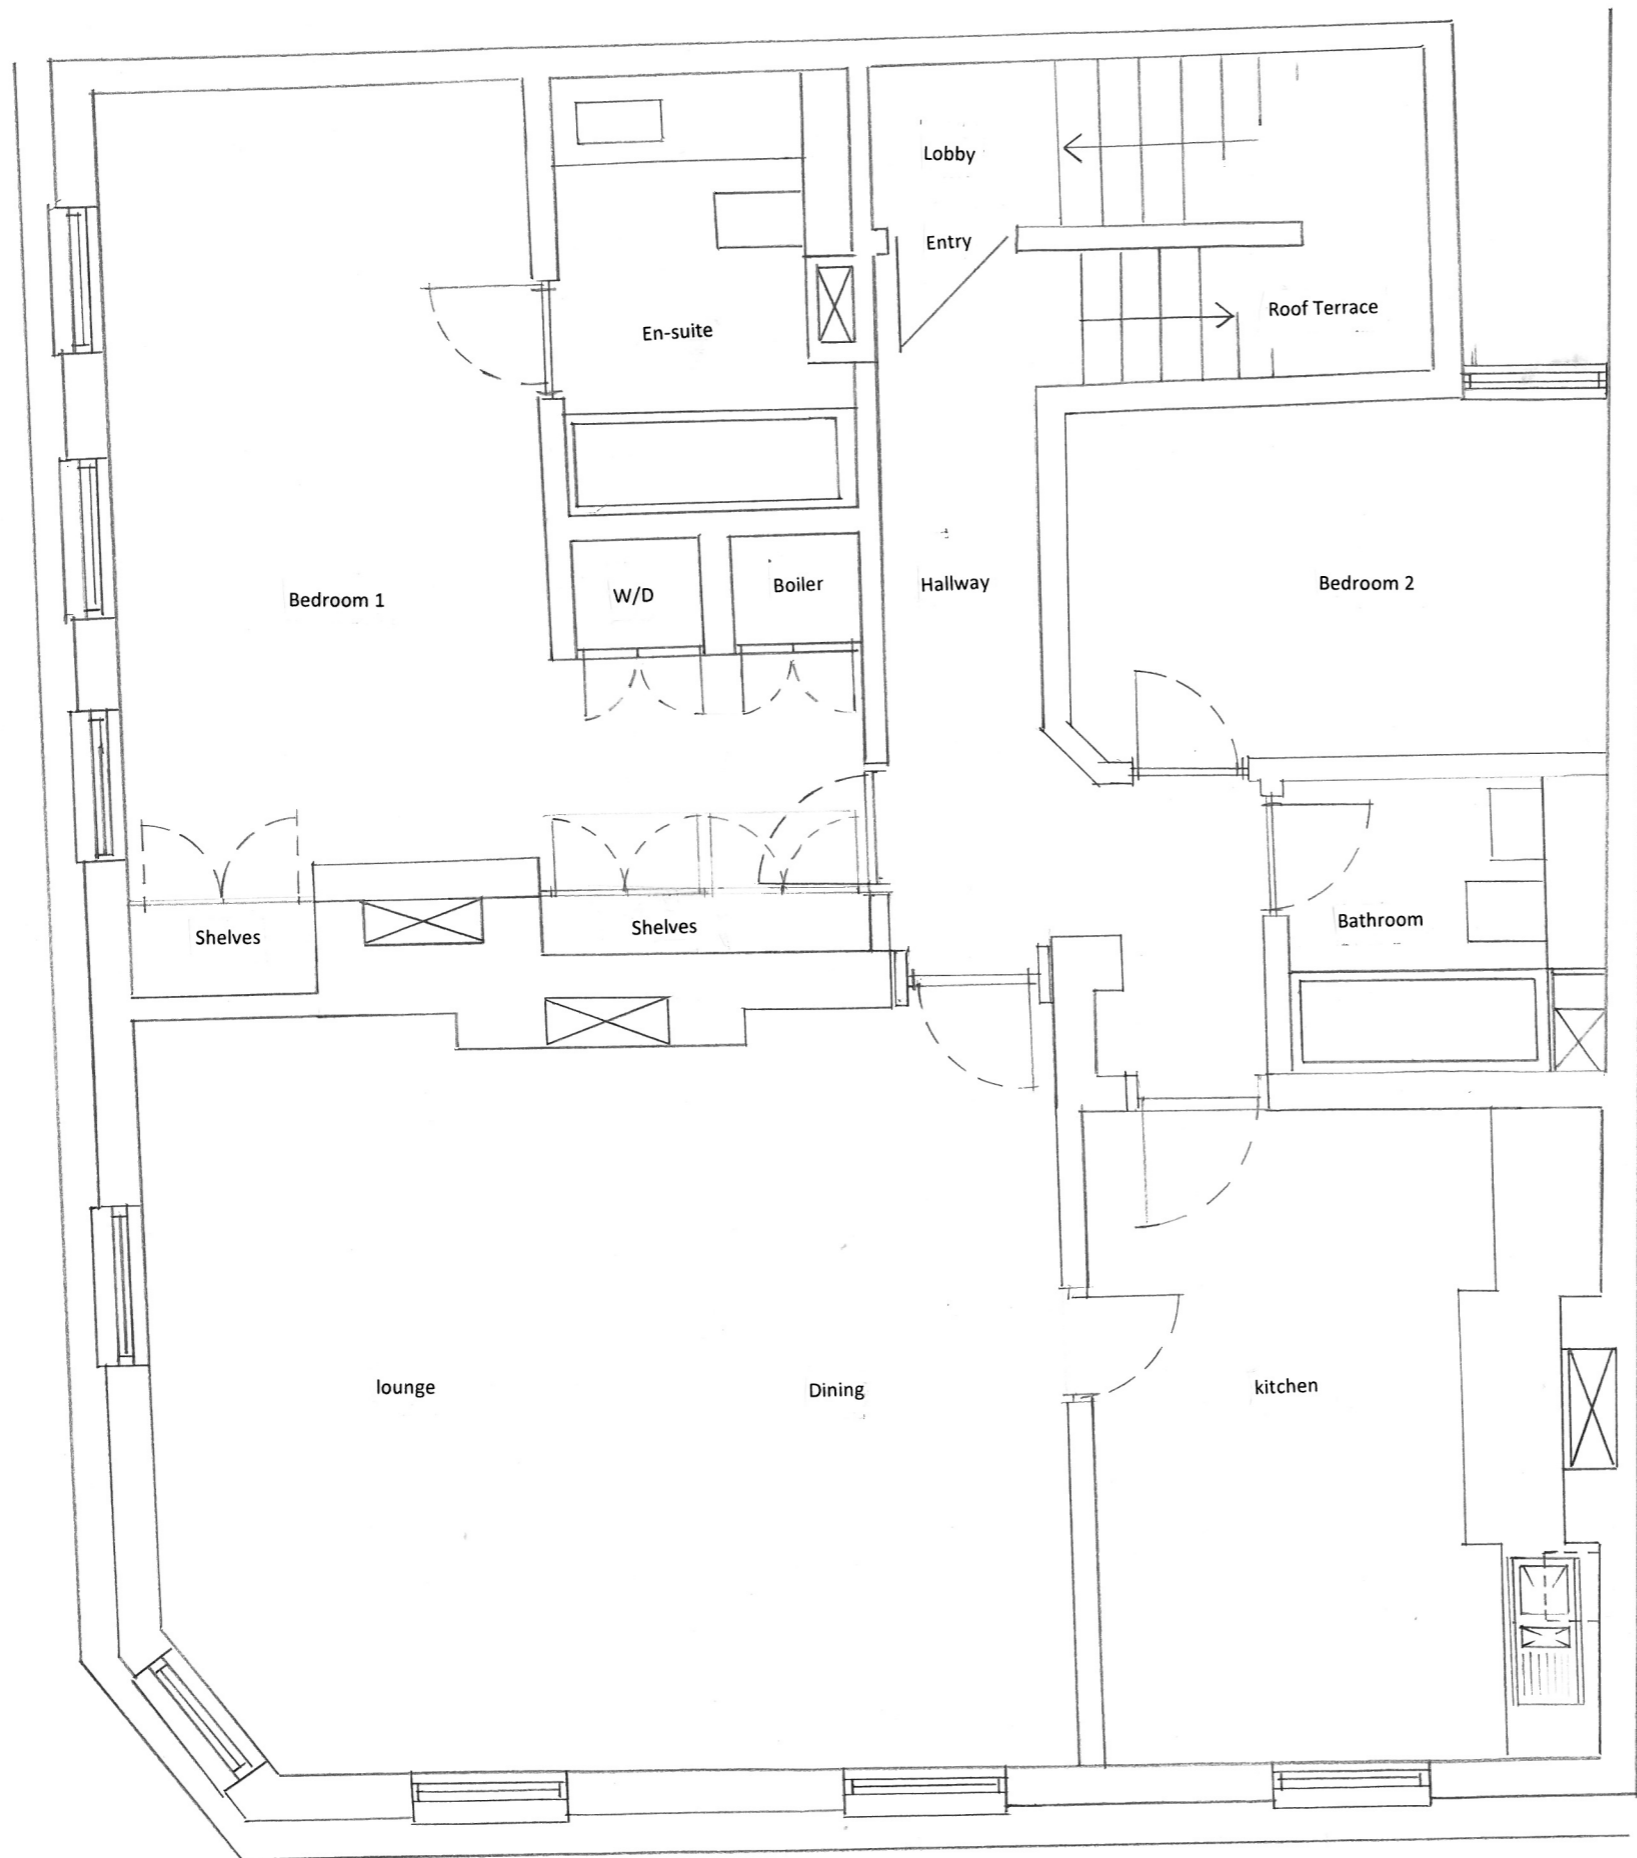 Lobby
Entry
Roof Terrace
En-suite
Bedroom 1
W/D
Boiler
Hallway
Bedroom 2
Shelves
Shelves
Bathroom
lounge
Dining
kitchen